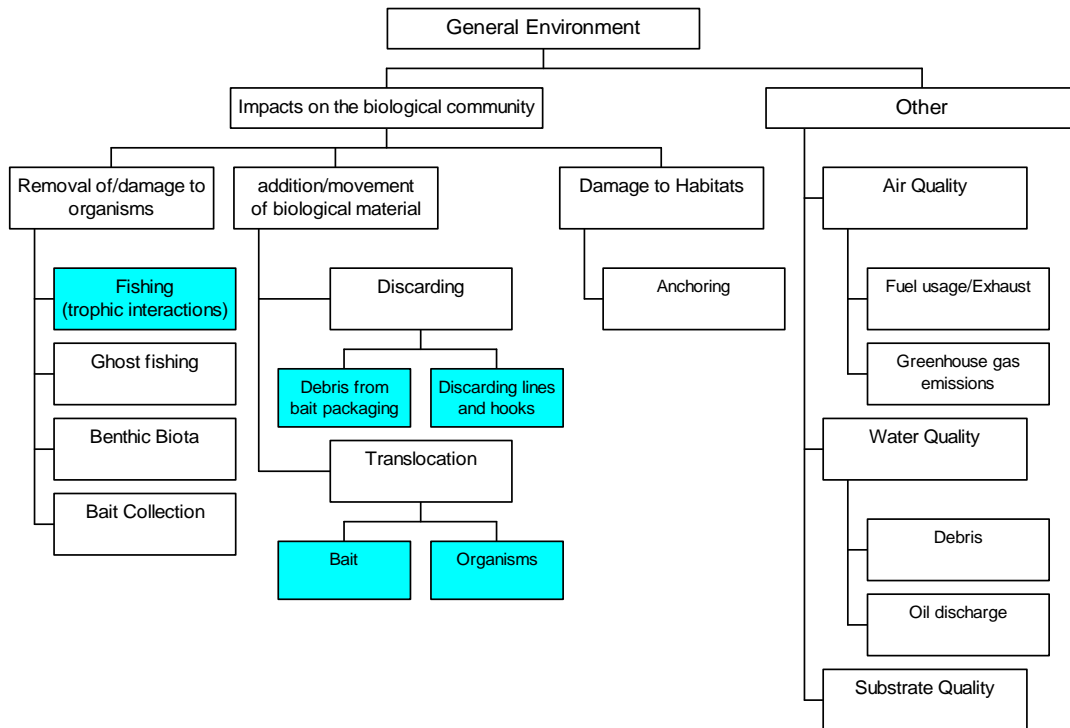 General Environment
Impacts on the biological community
Other
Removal of/damage to
organisms
addition/movement
of biological material
Damage to Habitats
Air Quality
Fishing
(trophic interactions)
Discarding
Anchoring
Fuel usage/Exhaust
Ghost fishing
Debris from
bait packaging
Discarding lines
and hooks
Greenhouse gas
emissions
Benthic Biota
Translocation
Water Quality
Bait Collection
Bait
Organisms
Debris
Oil discharge
Substrate Quality